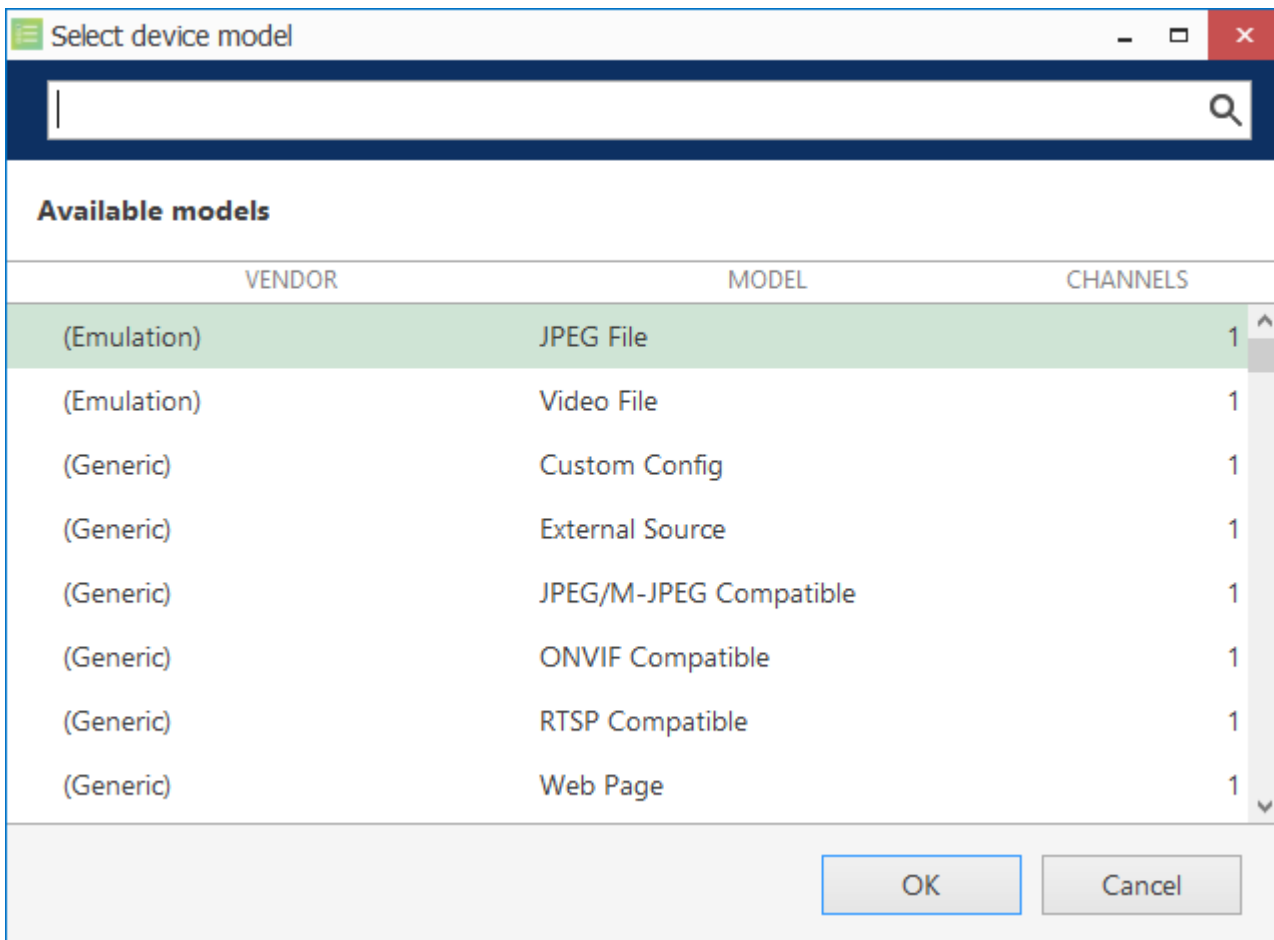 Select device model
Available models
VENDOR MODEL CHANNELS
(Emulation) JPEG File 1
(Emulation) Video File 1
(Generic) Custom Config 1
(Generic) External Source 1
(Generic) JPEG/M-JPEG Compatible 1
(Generic) ONVIF Compatible 1
(Generic) RTSP Compatible 1
(Generic) Web Page 1
OK Cancel